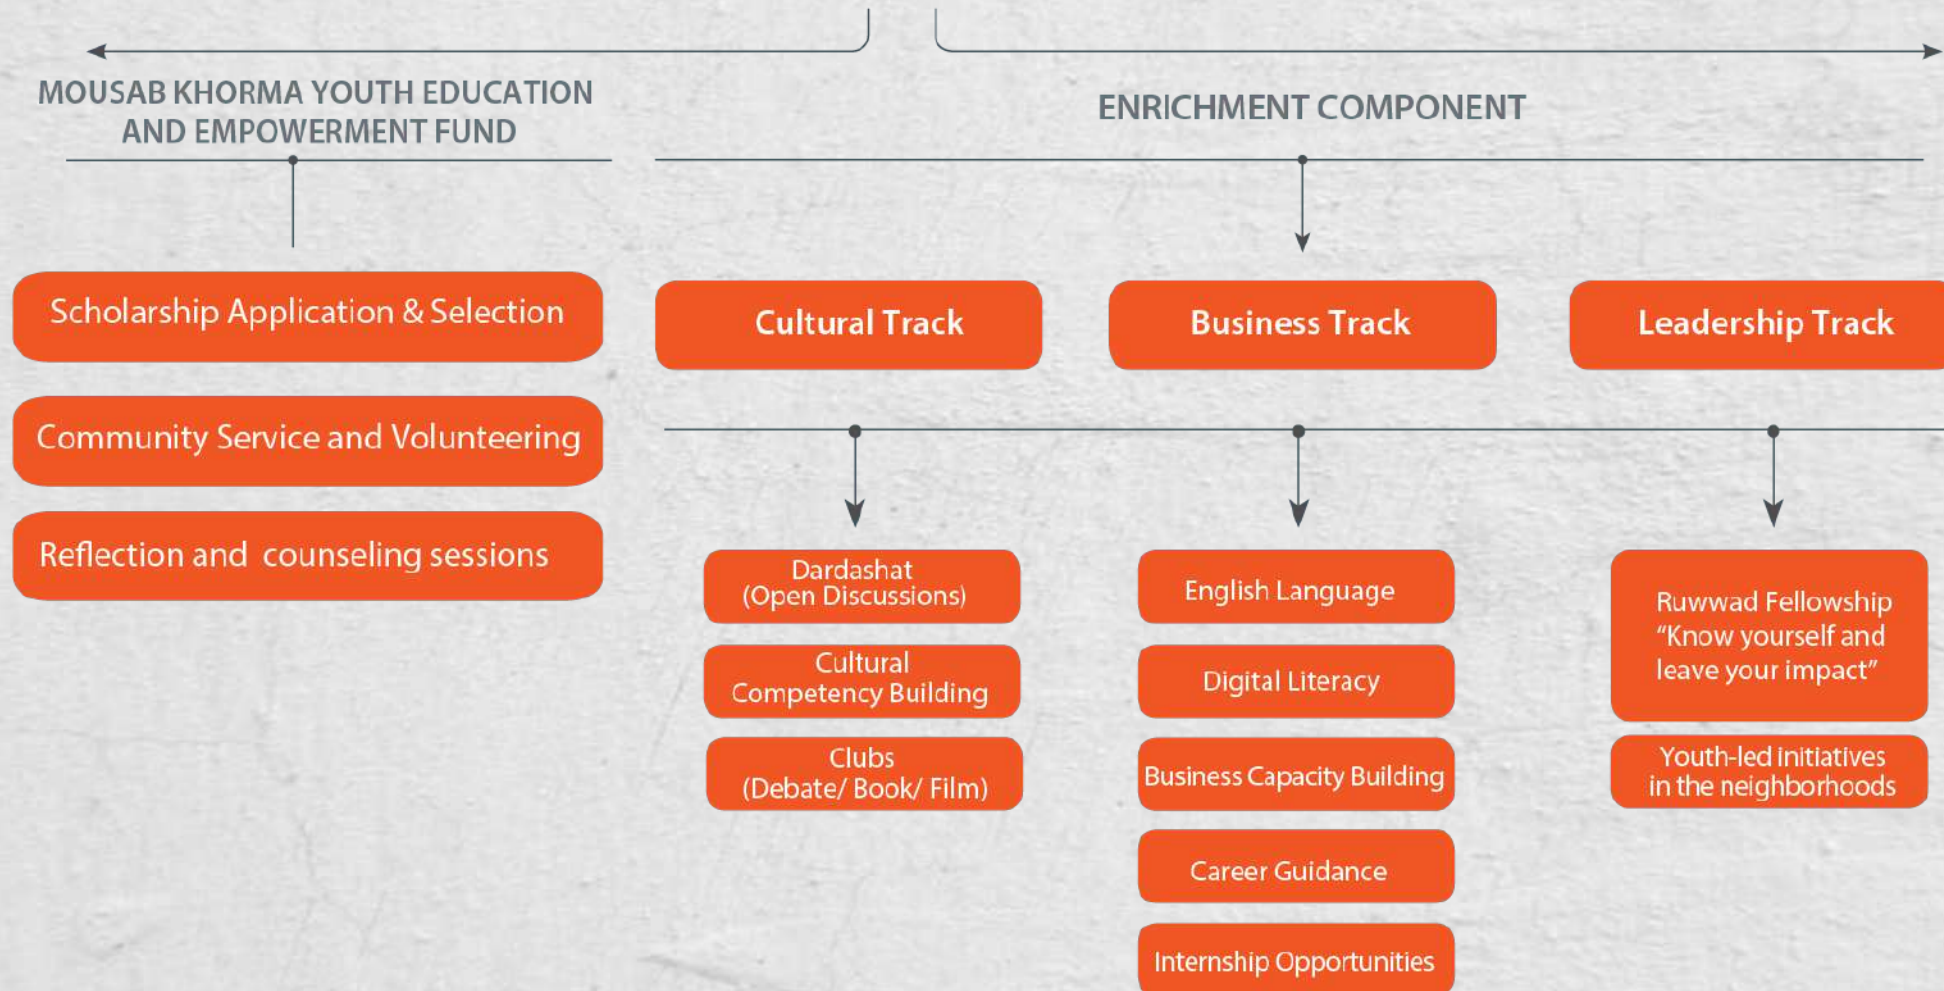 MOUSAB KHORMA YOUTH EDUCATION
AND EMPOWERMENT FUND
Scholarship Application & Selection
Community Service and Volunteering
Reflection and counseling sessions
ENRICHMENT COMPONENT
Cultural Track
Dardashat
(Open Discussions)
Cultural
Competency Building
Clubs
(Debate/ Book/ Film)
Business Track
English Language
Digital Literacy
Business Capacity Building
Career Guidance
Internship Opportunities
Leadership Track
Ruwwad Fellowship
“Know yourself and
leave your impact”
Youth-led initiatives
in the neighborhoods